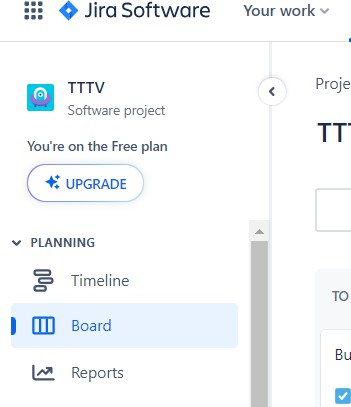 Jira Software Your work
TTTV
Software project
Proje
You're on the Free plan
TT
UPGRADE
PLANNING
Timeline
TO
Board
Bu
Reports